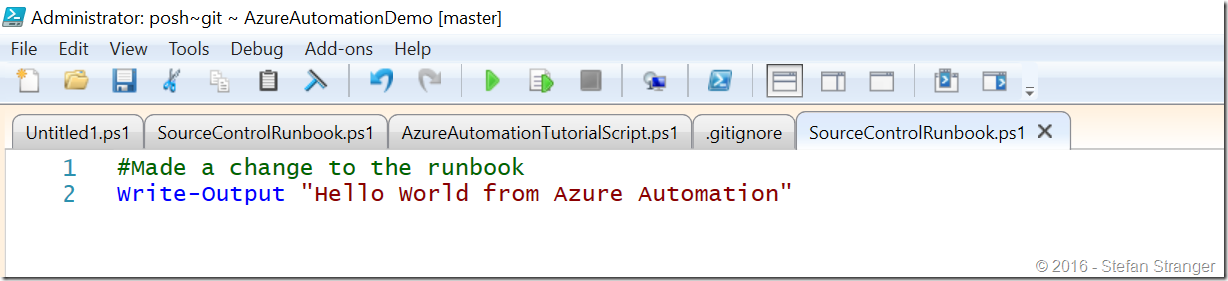 Administrator: posh~git ~ AzureAutomationDemo [master]
File Edit View Tools Debug Add-ons Help
Untitled1.ps1 SourceControlRunbook.ps1 AzureAutomationTutorialScript.ps1 .gitignore SourceControlRunbook.ps1 X
1 #Made a change to the runbook
2 Write-Output "Hello World from Azure Automation"
© 2016 - Stefan Stranger